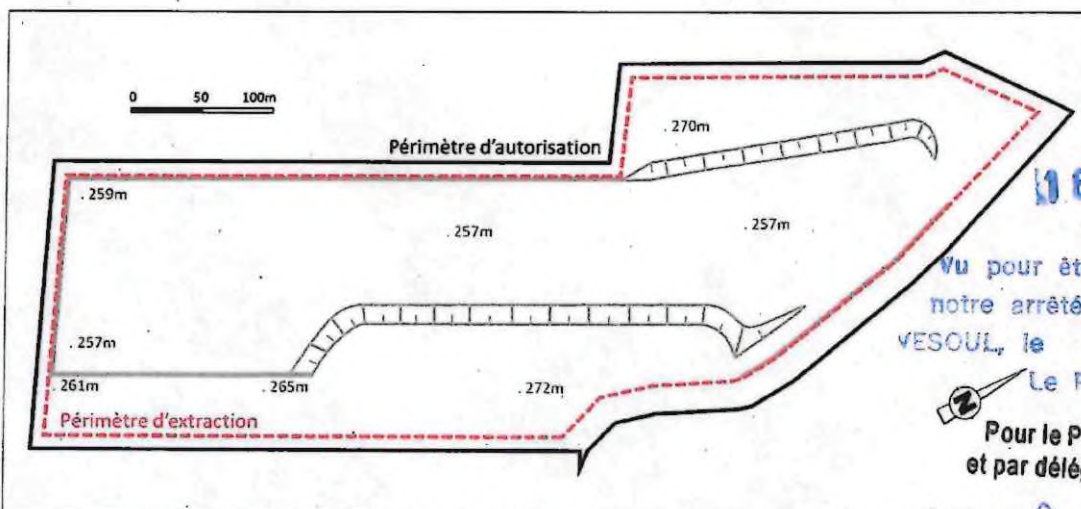 0 50 100m
Périmètre d'autorisation
. 270m
. 259m
. 257m
. 257m
Vu pour êt
notre arrêté
VESOUL, le
. 257m
. 261m
. 265m
. 272m
Le P
Périmètre d'extraction
N
Pour le P
et par délé